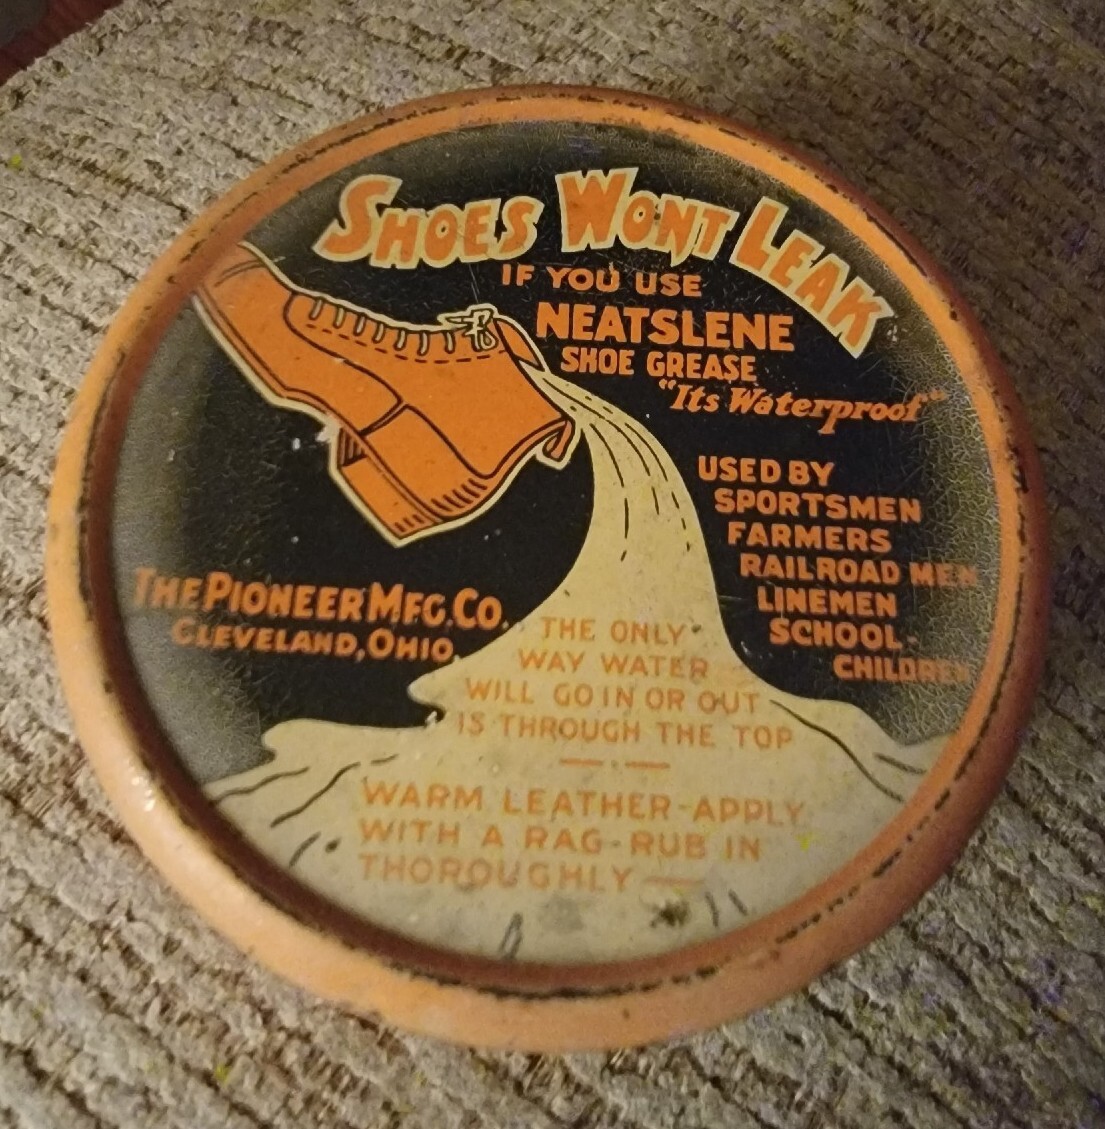 SHOES WONT LEAK
IF YOU USE
NEATSLENE
SHOE GREASE
"Its Waterproof"
USED BY
SPORTSMEN
FARMERS
RAILROAD MEN
LINEMEN
SCHOOL-
CHILDREN
THE PIONEER MFG. CO.
CLEVELAND, OHIO
THE ONLY
WAY WATER
WILL GO IN OR OUT
IS THROUGH THE TOP
WARM LEATHER-APPLY
WITH A RAG-RUB IN
THOROUGHLY